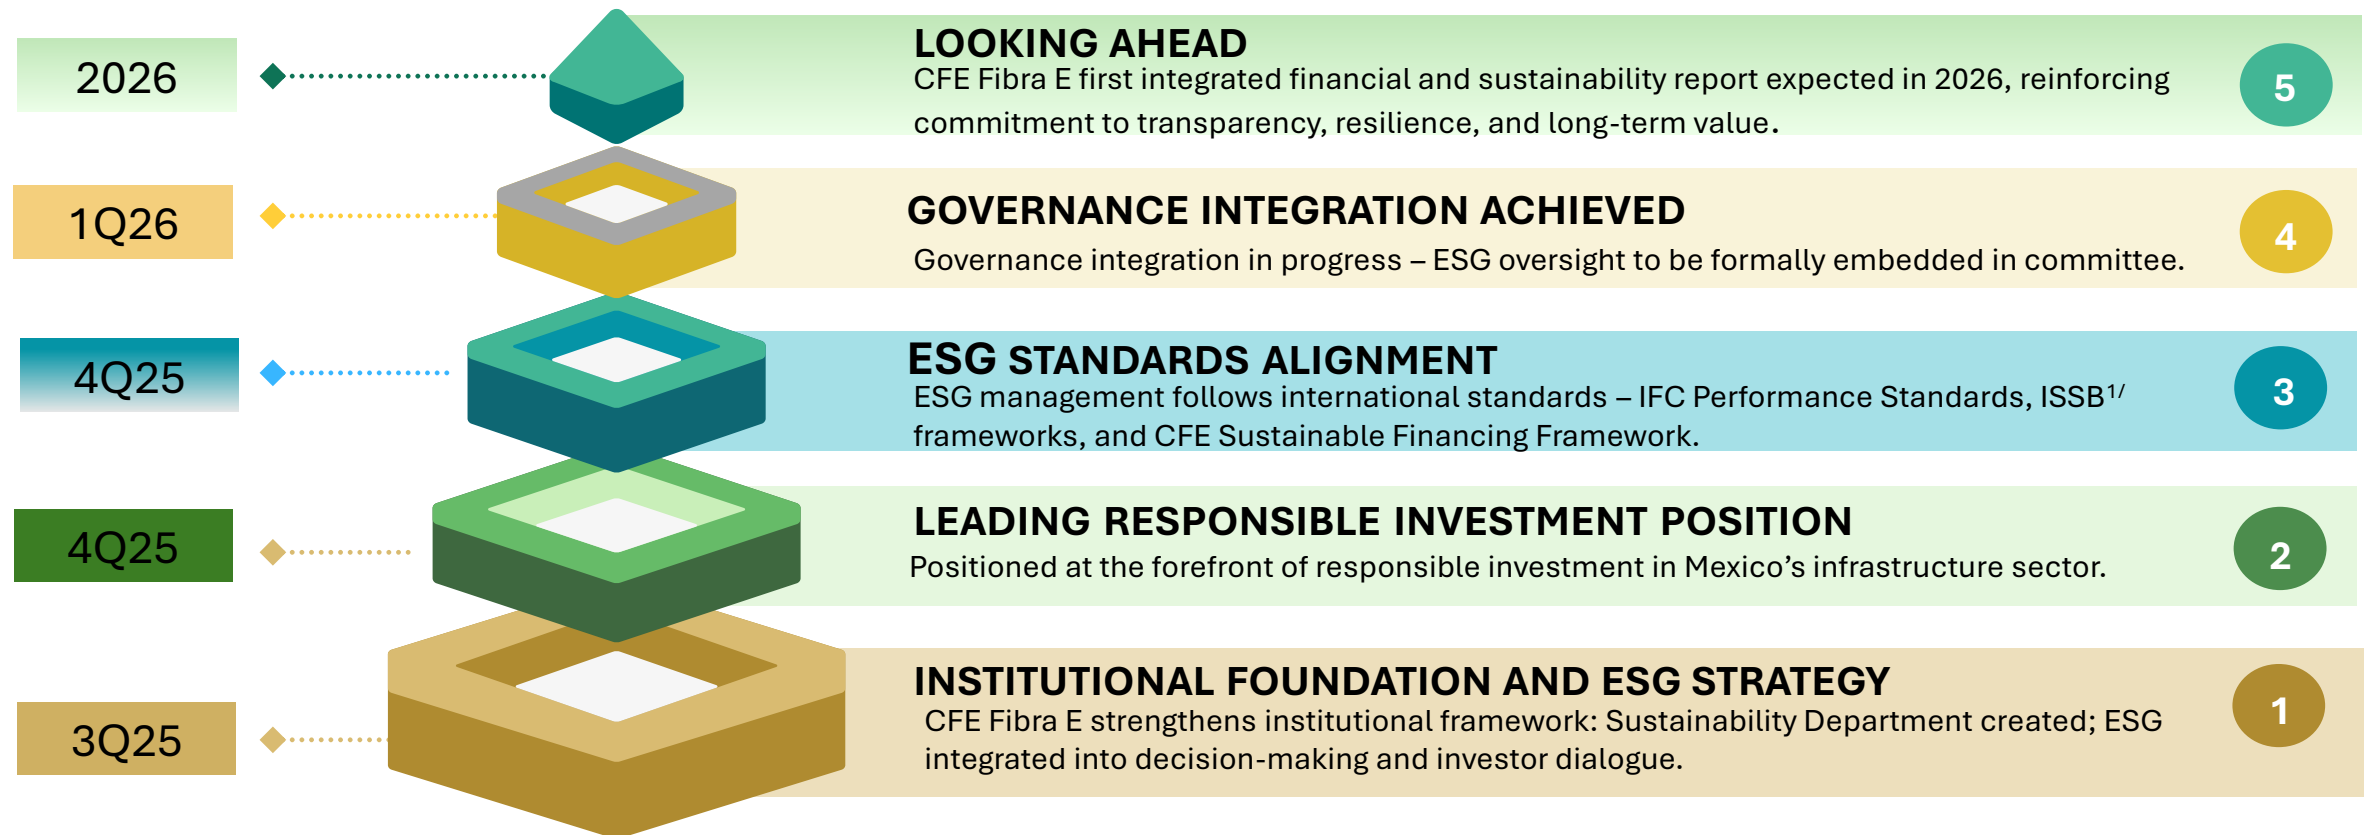 2026
LOOKING AHEAD
CFE Fibra E first integrated financial and sustainability report expected in 2026, reinforcing
commitment to transparency, resilience, and long-term value.
5
1Q26
GOVERNANCE INTEGRATION ACHIEVED
Governance integration in progress – ESG oversight to be formally embedded in committee.
4
4Q25
ESG STANDARDS ALIGNMENT
ESG management follows international standards – IFC Performance Standards, ISSB¹/
frameworks, and CFE Sustainable Financing Framework.
3
4Q25
LEADING RESPONSIBLE INVESTMENT POSITION
Positioned at the forefront of responsible investment in Mexico’s infrastructure sector.
2
3Q25
INSTITUTIONAL FOUNDATION AND ESG STRATEGY
CFE Fibra E strengthens institutional framework: Sustainability Department created; ESG
integrated into decision-making and investor dialogue.
1